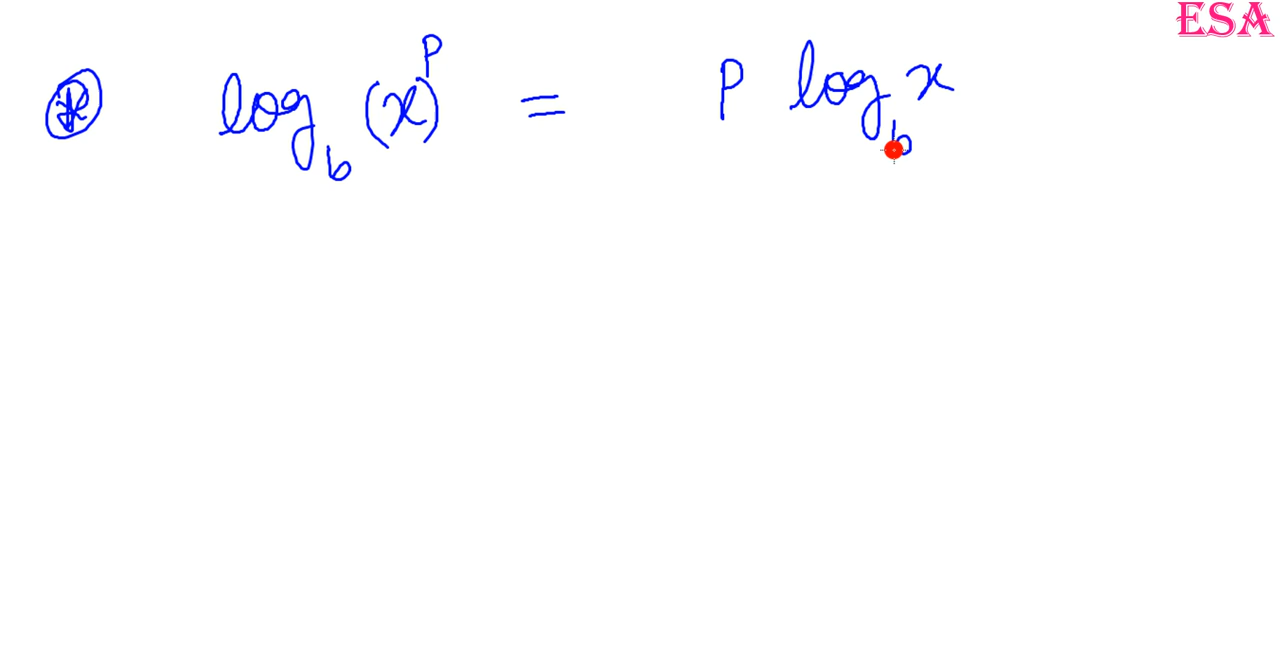 ESA
log_b (x)^P = P log_b x